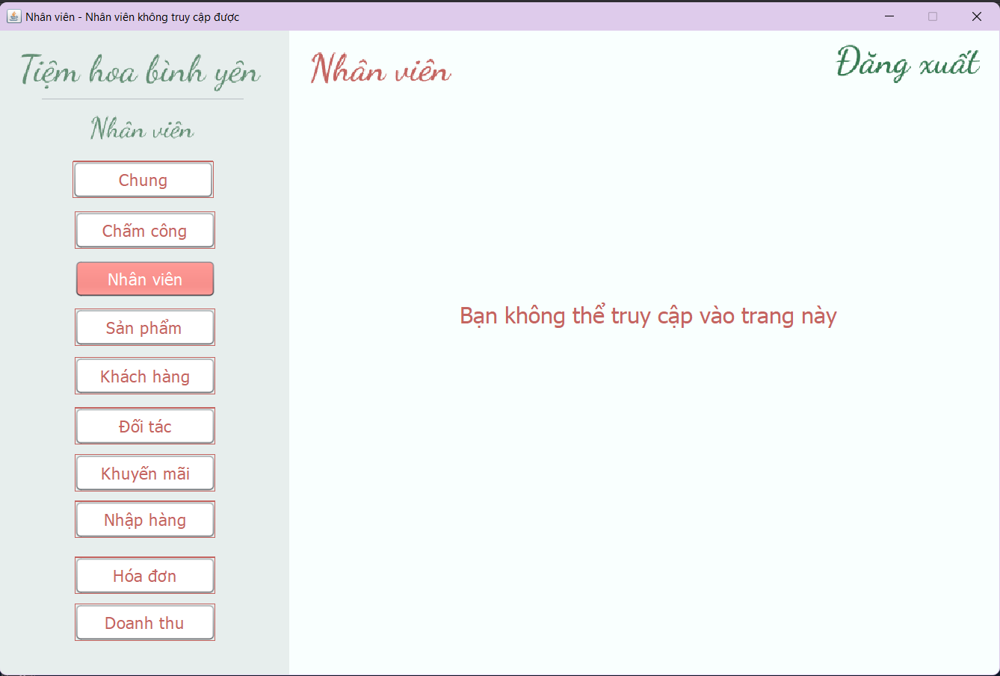 Nhân viên - Nhân viên không truy cập được
Tiệm hoa bình yên
Nhân viên
Chung
Chấm công
Nhân viên
Sản phẩm
Khách hàng
Đối tác
Khuyến mãi
Nhập hàng
Hóa đơn
Doanh thu
Nhân viên
Đăng xuất
Bạn không thể truy cập vào trang này